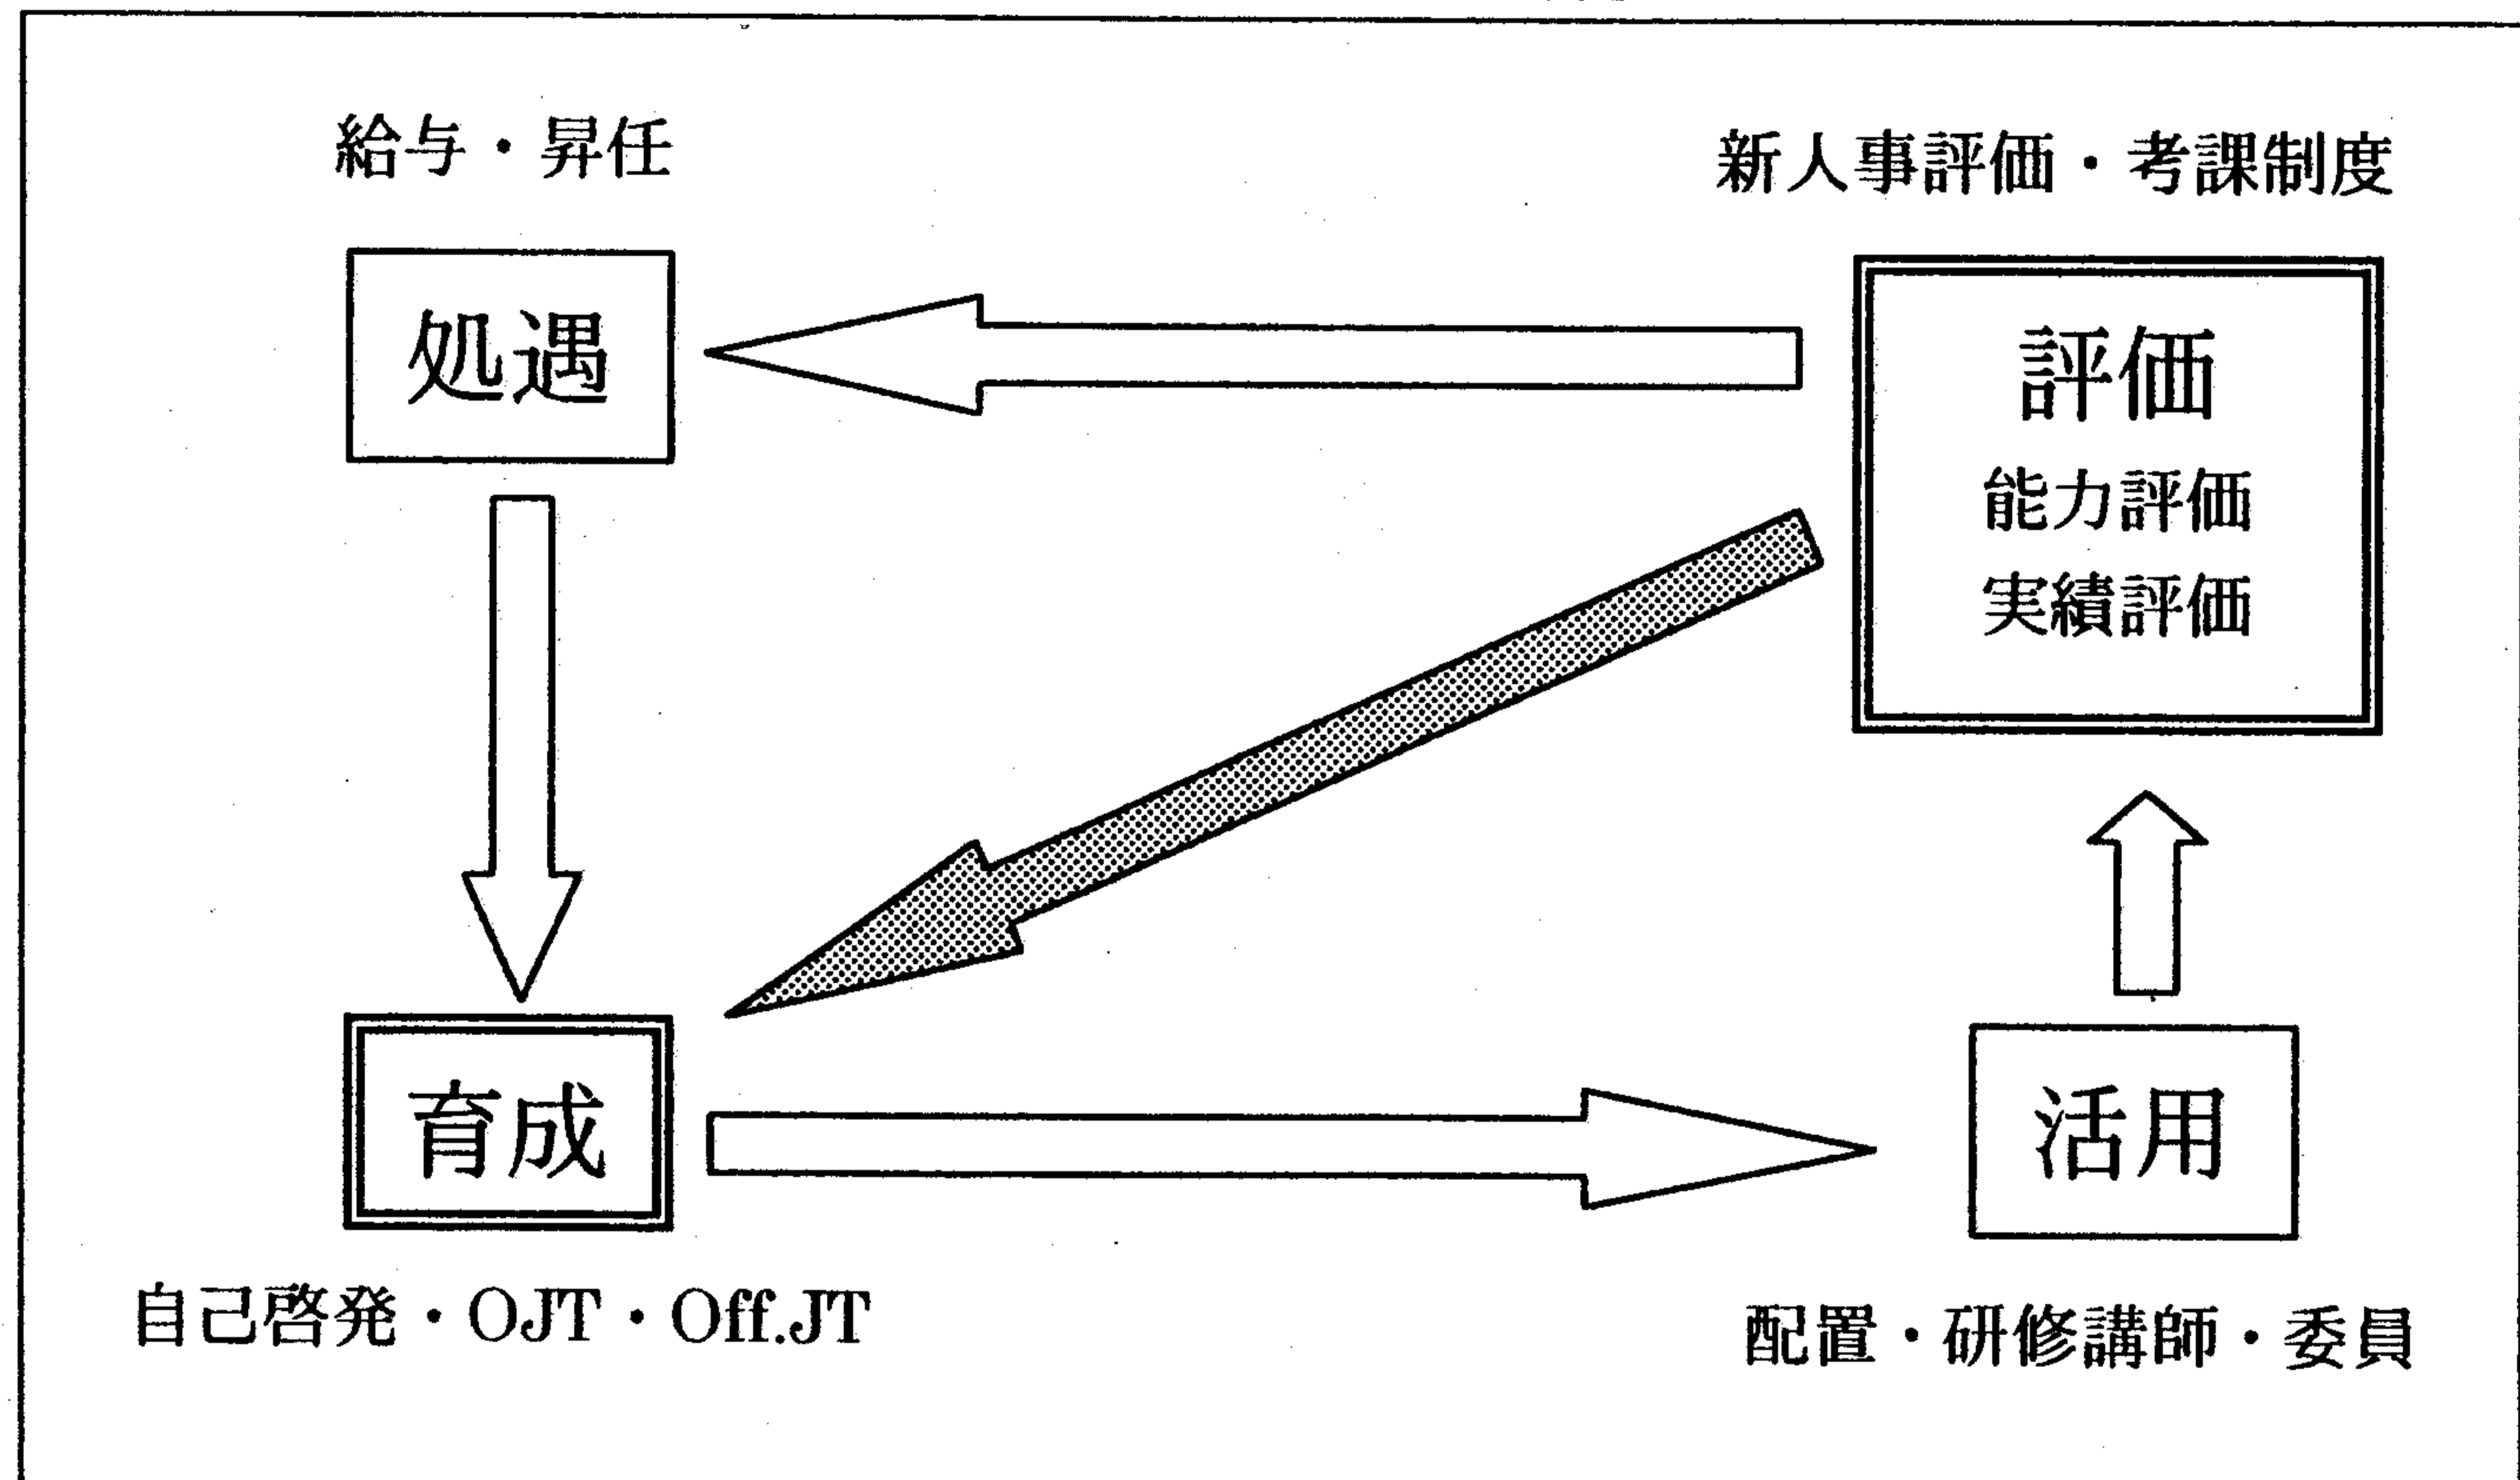 給与・昇任
新人事評価・考課制度
処遇
評価
能力評価
実績評価
育成
活用
自己啓発・OJT・Off.JT
配置・研修講師・委員